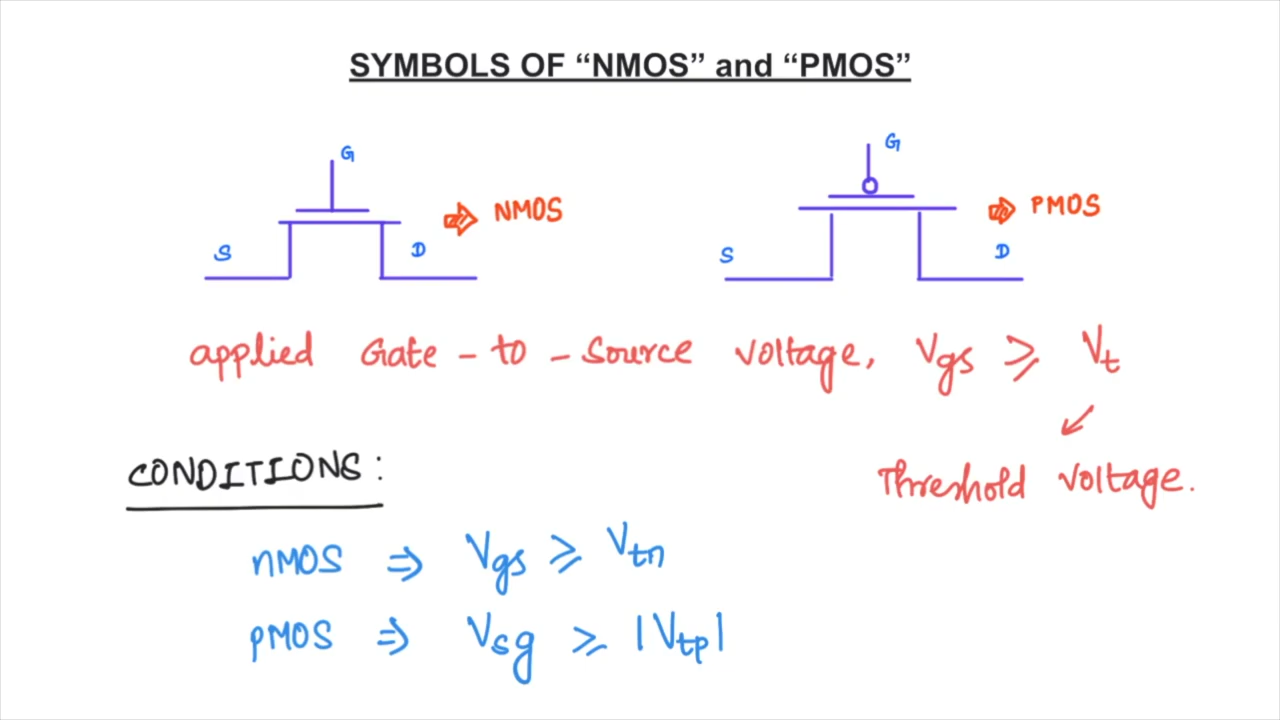 SYMBOLS OF “NMOS” and “PMOS”
G
S
D
NMOS
G
S
D
PMOS
applied Gate - to - Source voltage, Vgs ⩾ Vt
Threshold voltage.
CONDITIONS:
nMOS ⇒ Vgs ⩾ Vtn
pMOS ⇒ Vsg ⩾ |Vtp|